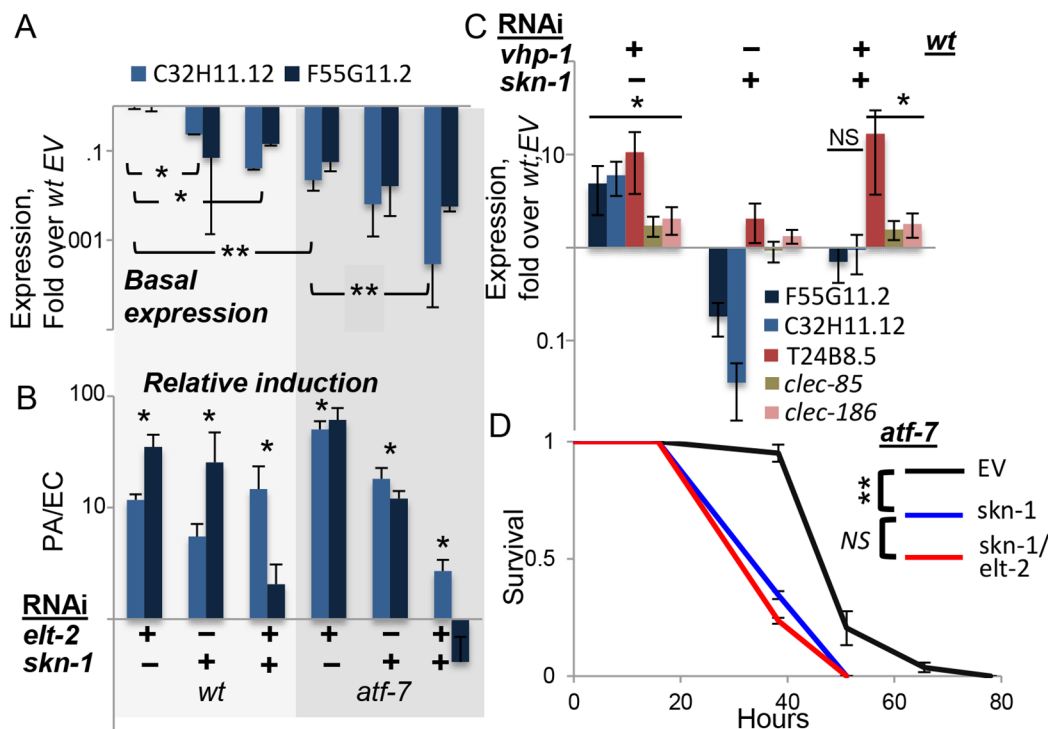 A
C32H11.12 F55G11.2
Expression,
Fold over wt EV
.1
.001
*
*
**
**
Basal
expression
B
Relative induction
PA/EC
100
10
* * * * * *
RNAi
elt-2 + − + + − +
skn-1 − + + − + +
wt atf-7
C
RNAi
vhp-1 + − + wt
skn-1 − + +
Expression,
fold over wt;EV
10
0.1
*
NS
*
F55G11.2
C32H11.12
T24B8.5
clec-85
clec-186
D
atf-7
EV
**
skn-1
NS
skn-1/
elt-2
Survival
1
0.5
0
0 20 40 60 80
Hours